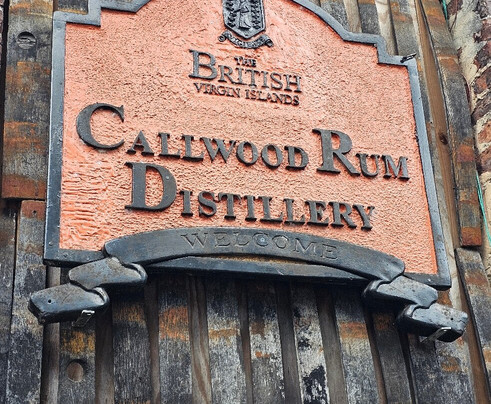 THE
BRITISH
VIRGIN ISLANDS
CALLWOOD RUM
DISTILLERY
WELCOME